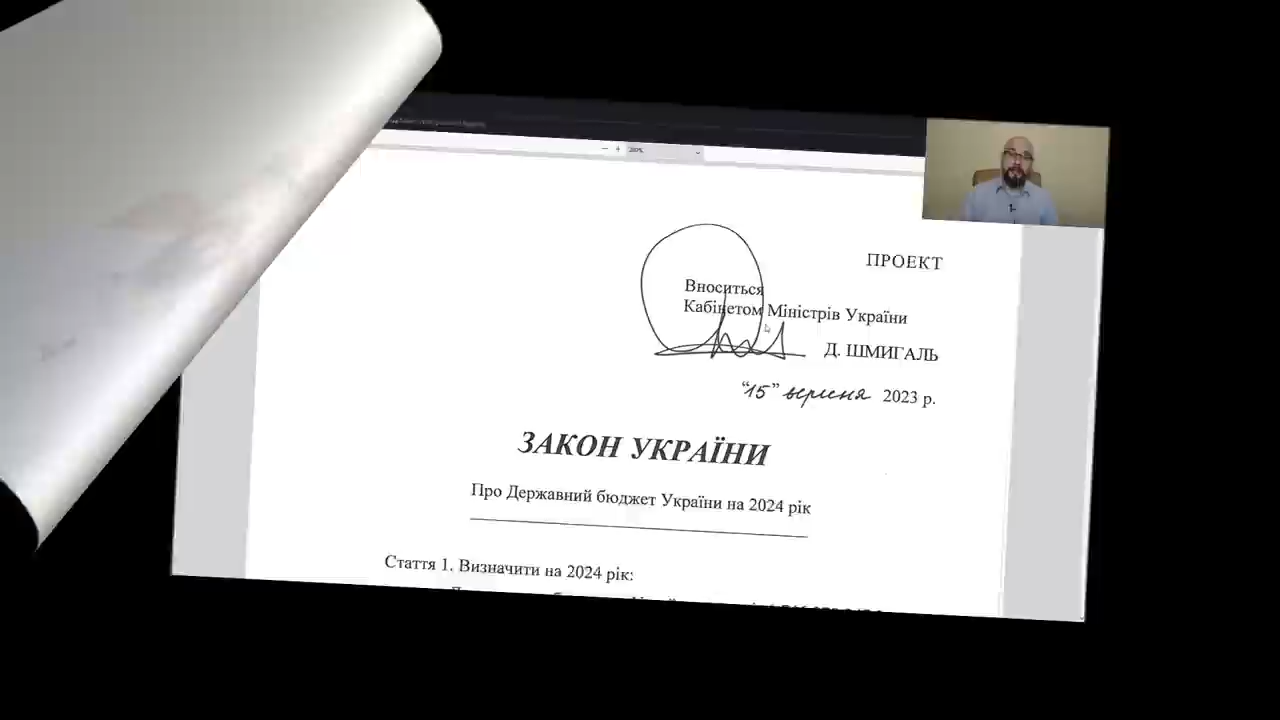 ПРОЕКТ
Вноситься
Кабінетом Міністрів України
Д. ШМИГАЛЬ
“15” вересня 2023 р.
ЗАКОН УКРАЇНИ
Про Державний бюджет України на 2024 рік
Стаття 1. Визначити на 2024 рік: